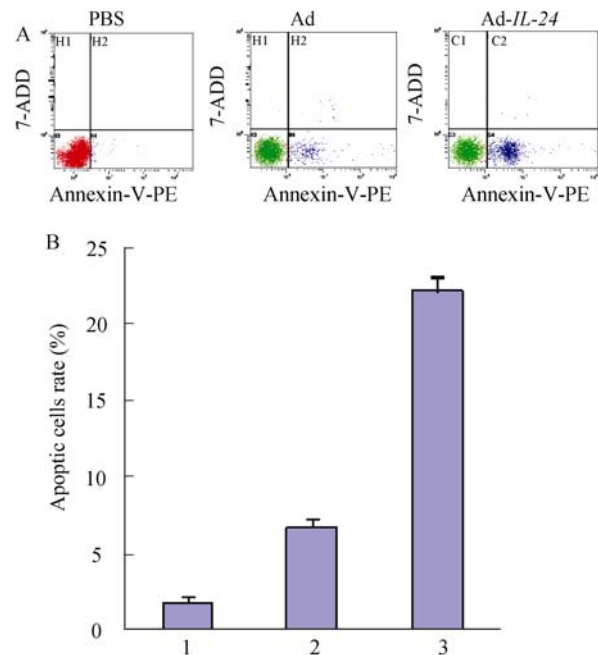 A
PBS
Ad
Ad-IL-24
H1 H2
H1 H2
C1 C2
7-ADD
7-ADD
7-ADD
Annexin-V-PE
Annexin-V-PE
Annexin-V-PE
B
Apoptic cells rate (%)
25
20
15
10
5
0
1 2 3